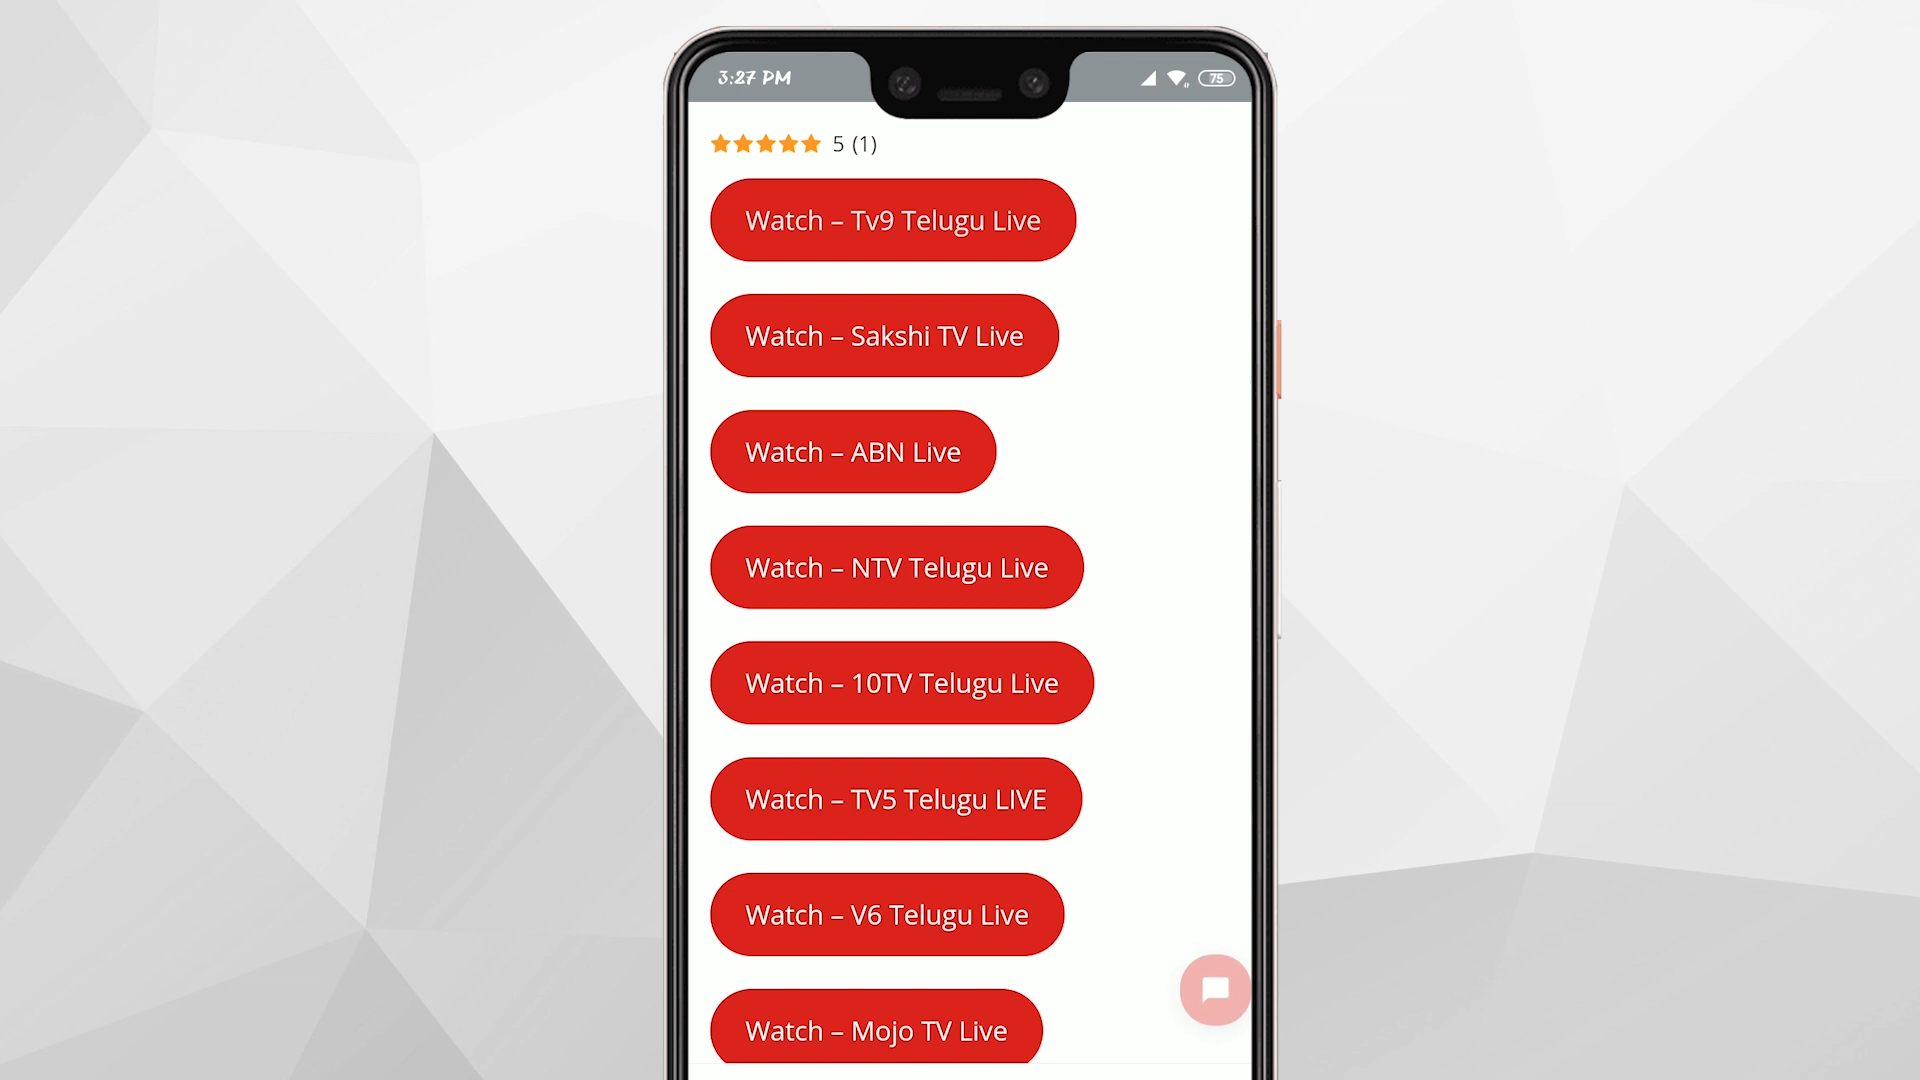 3:27 PM
75
5 (1)
Watch – Tv9 Telugu Live
Watch – Sakshi TV Live
Watch – ABN Live
Watch – NTV Telugu Live
Watch – 10TV Telugu Live
Watch – TV5 Telugu LIVE
Watch – V6 Telugu Live
Watch – Mojo TV Live